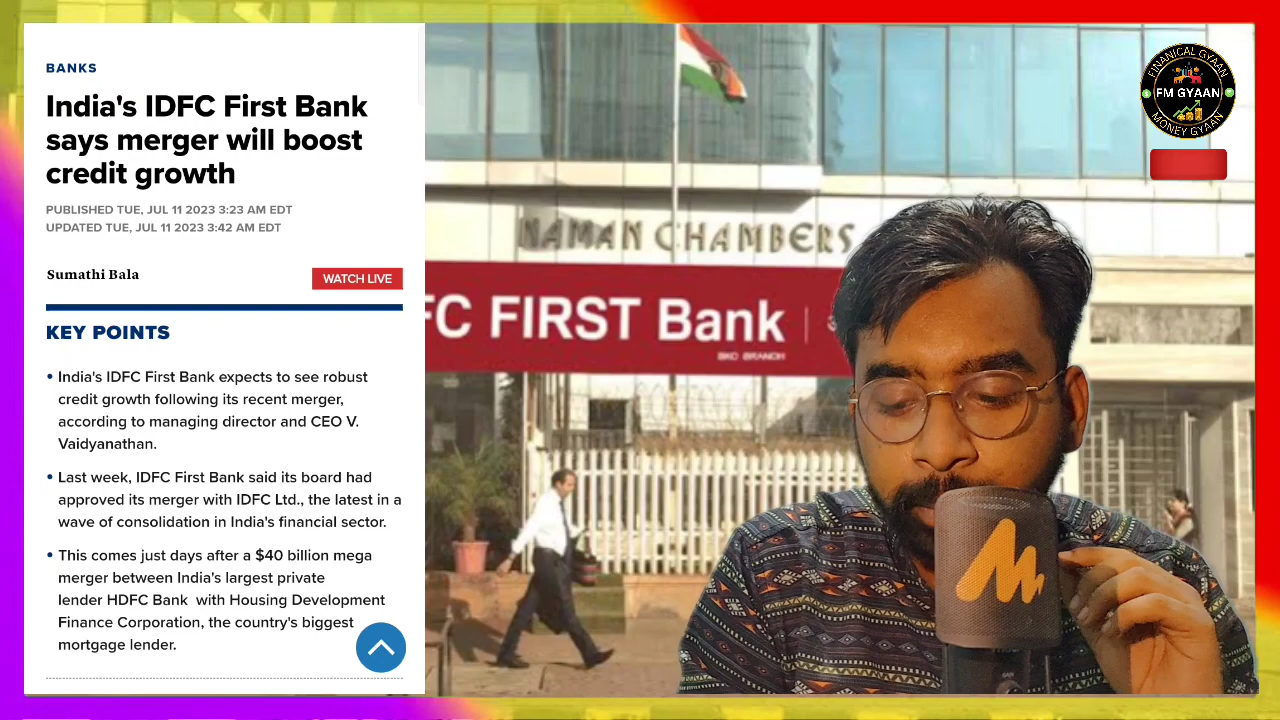 BANKS
India's IDFC First Bank
says merger will boost
credit growth
PUBLISHED TUE, JUL 11 2023 3:23 AM EDT
UPDATED TUE, JUL 11 2023 3:42 AM EDT
Sumathi Bala
WATCH LIVE
KEY POINTS
• India's IDFC First Bank expects to see robust
credit growth following its recent merger,
according to managing director and CEO V.
Vaidyanathan.
• Last week, IDFC First Bank said its board had
approved its merger with IDFC Ltd., the latest in a
wave of consolidation in India's financial sector.
• This comes just days after a $40 billion mega
merger between India's largest private
lender HDFC Bank with Housing Development
Finance Corporation, the country's biggest
mortgage lender.
NAMAN CHAMBERS
FC FIRST Bank
BKC BRANCH
FINANICAL GYAAN
FM GYAAN
MONEY GYAAN